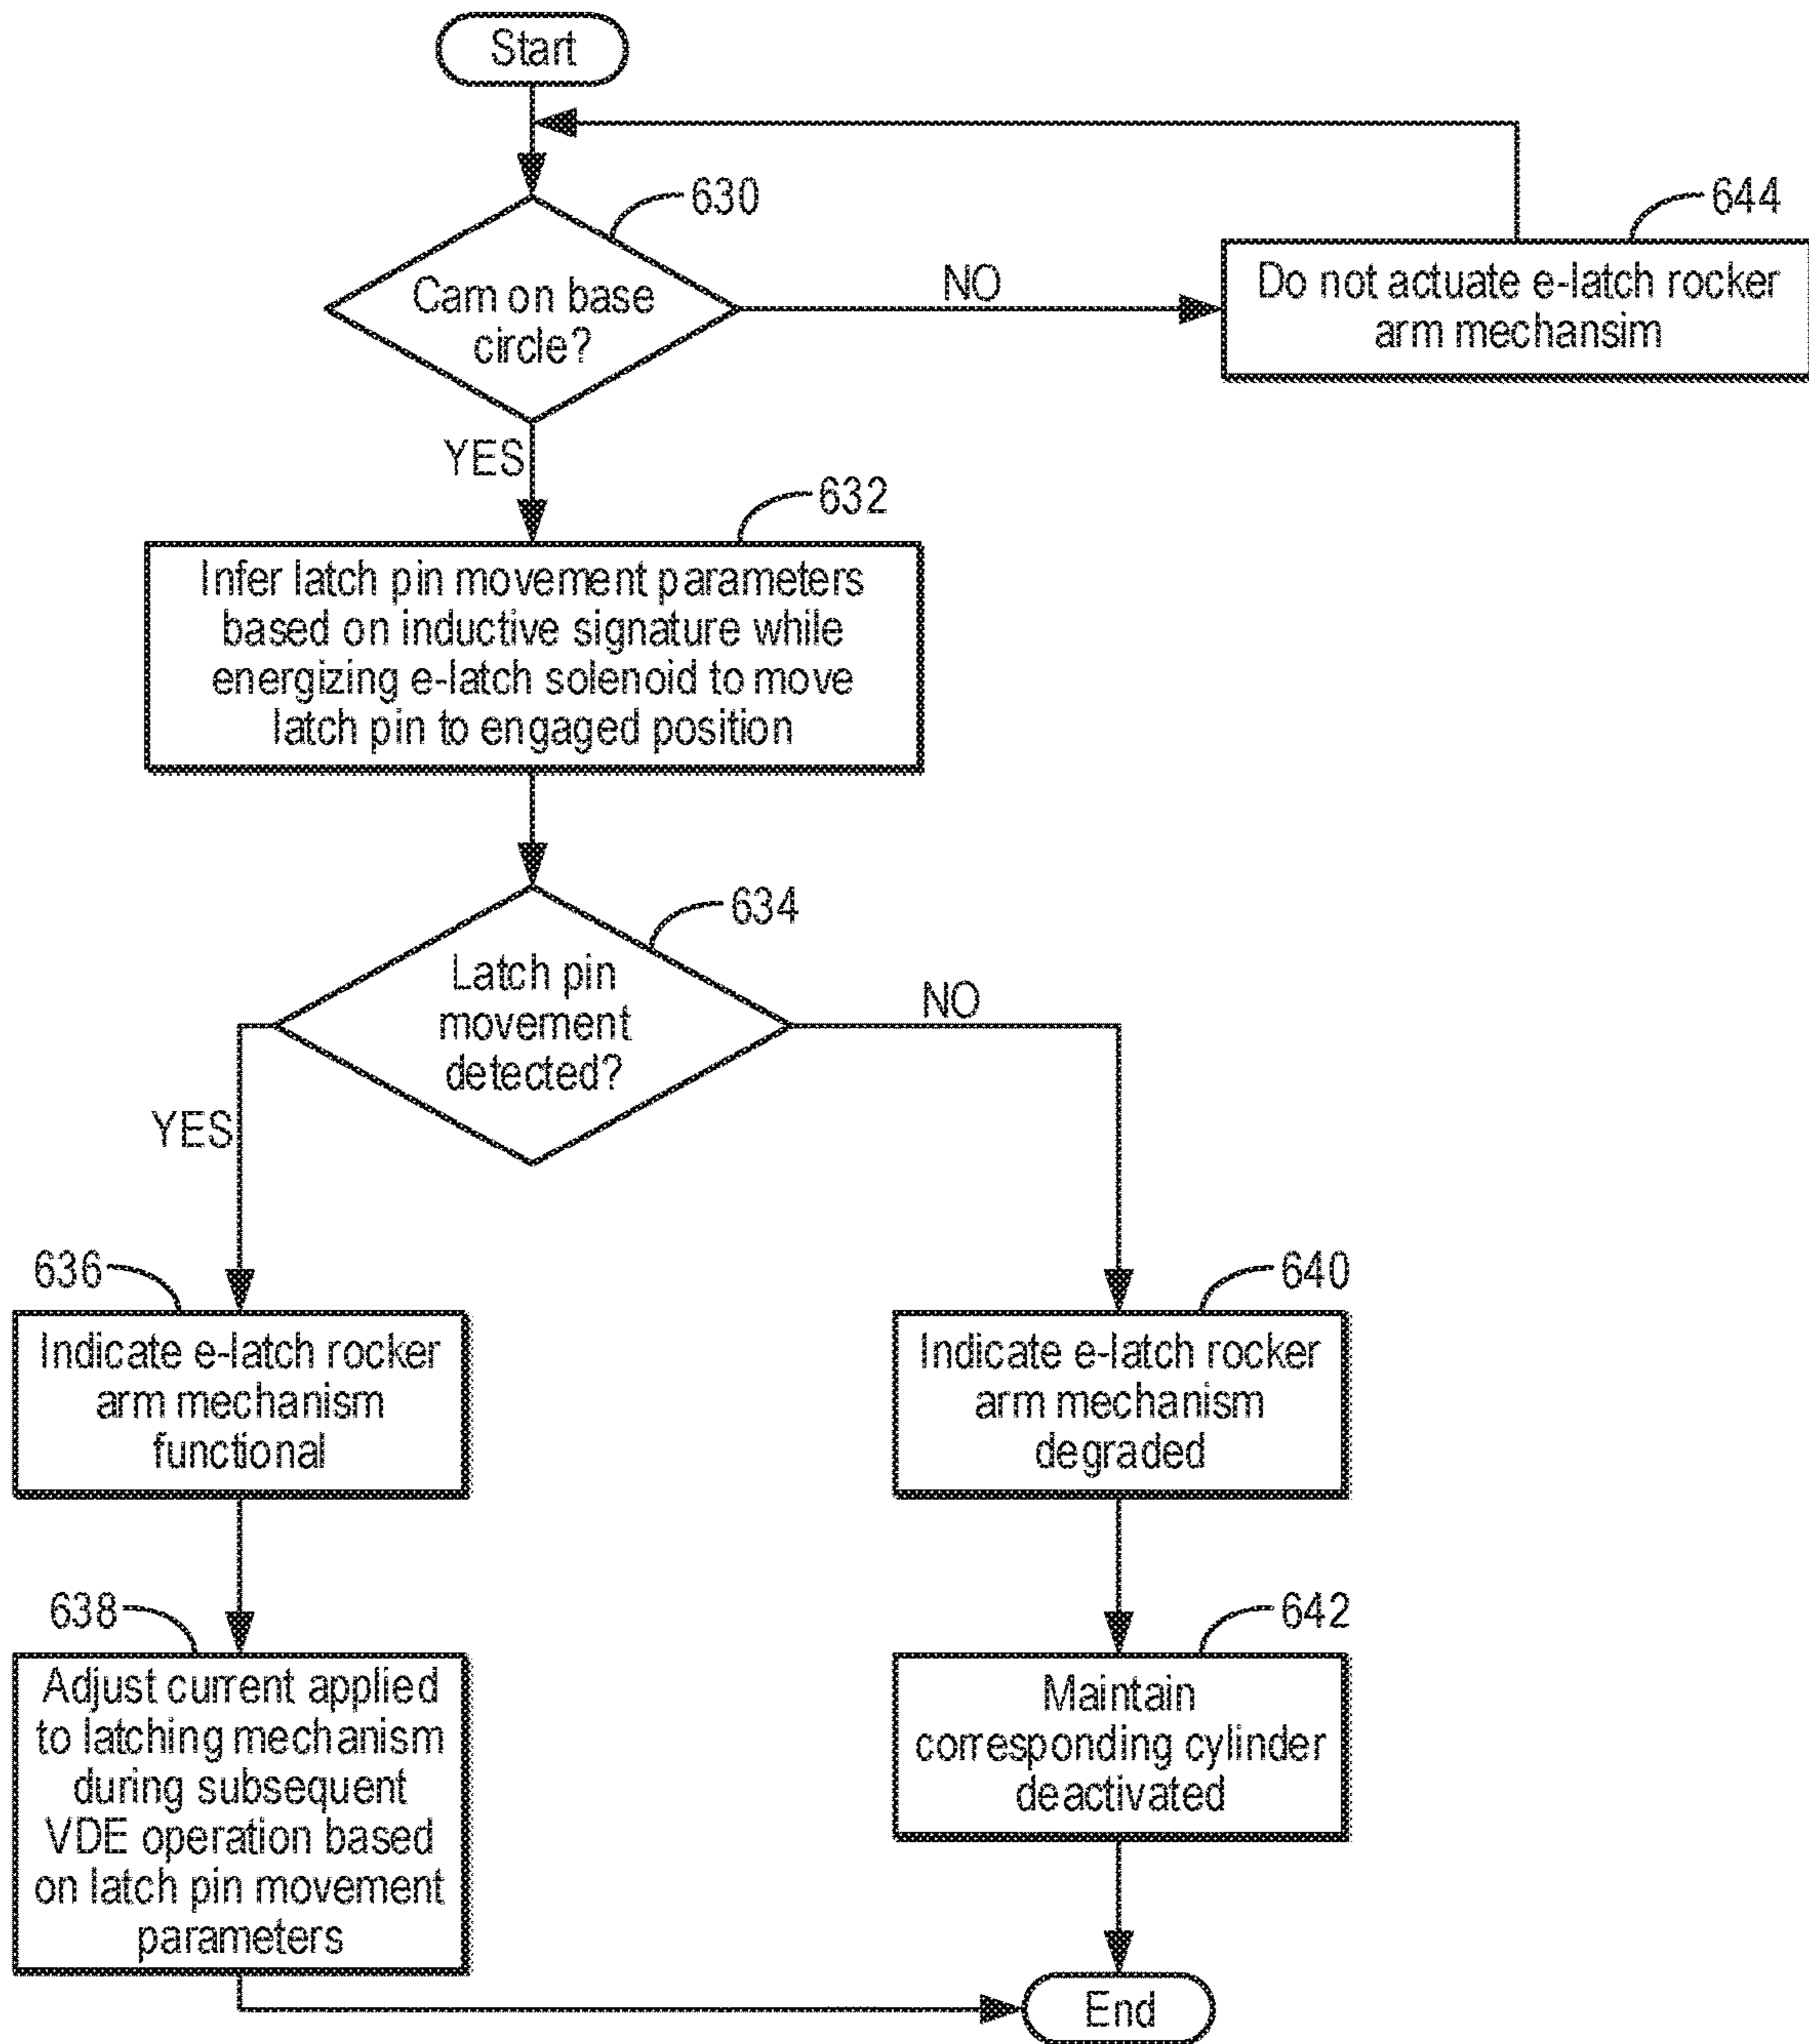 Start
630
644
Cam on base
circle?
NO
Do not actuate e-latch rocker
arm mechansim
YES
632
Infer latch pin movement parameters
based on inductive signature while
energizing e-latch solenoid to move
latch pin to engaged position
634
Latch pin
movement
detected?
NO
YES
636
640
Indicate e-latch rocker
arm mechanism
functional
Indicate e-latch rocker
arm mechanism
degraded
638
642
Adjust current applied
to latching mechanism
during subsequent
VDE operation based
on latch pin movement
parameters
Maintain
corresponding cylinder
deactivated
End